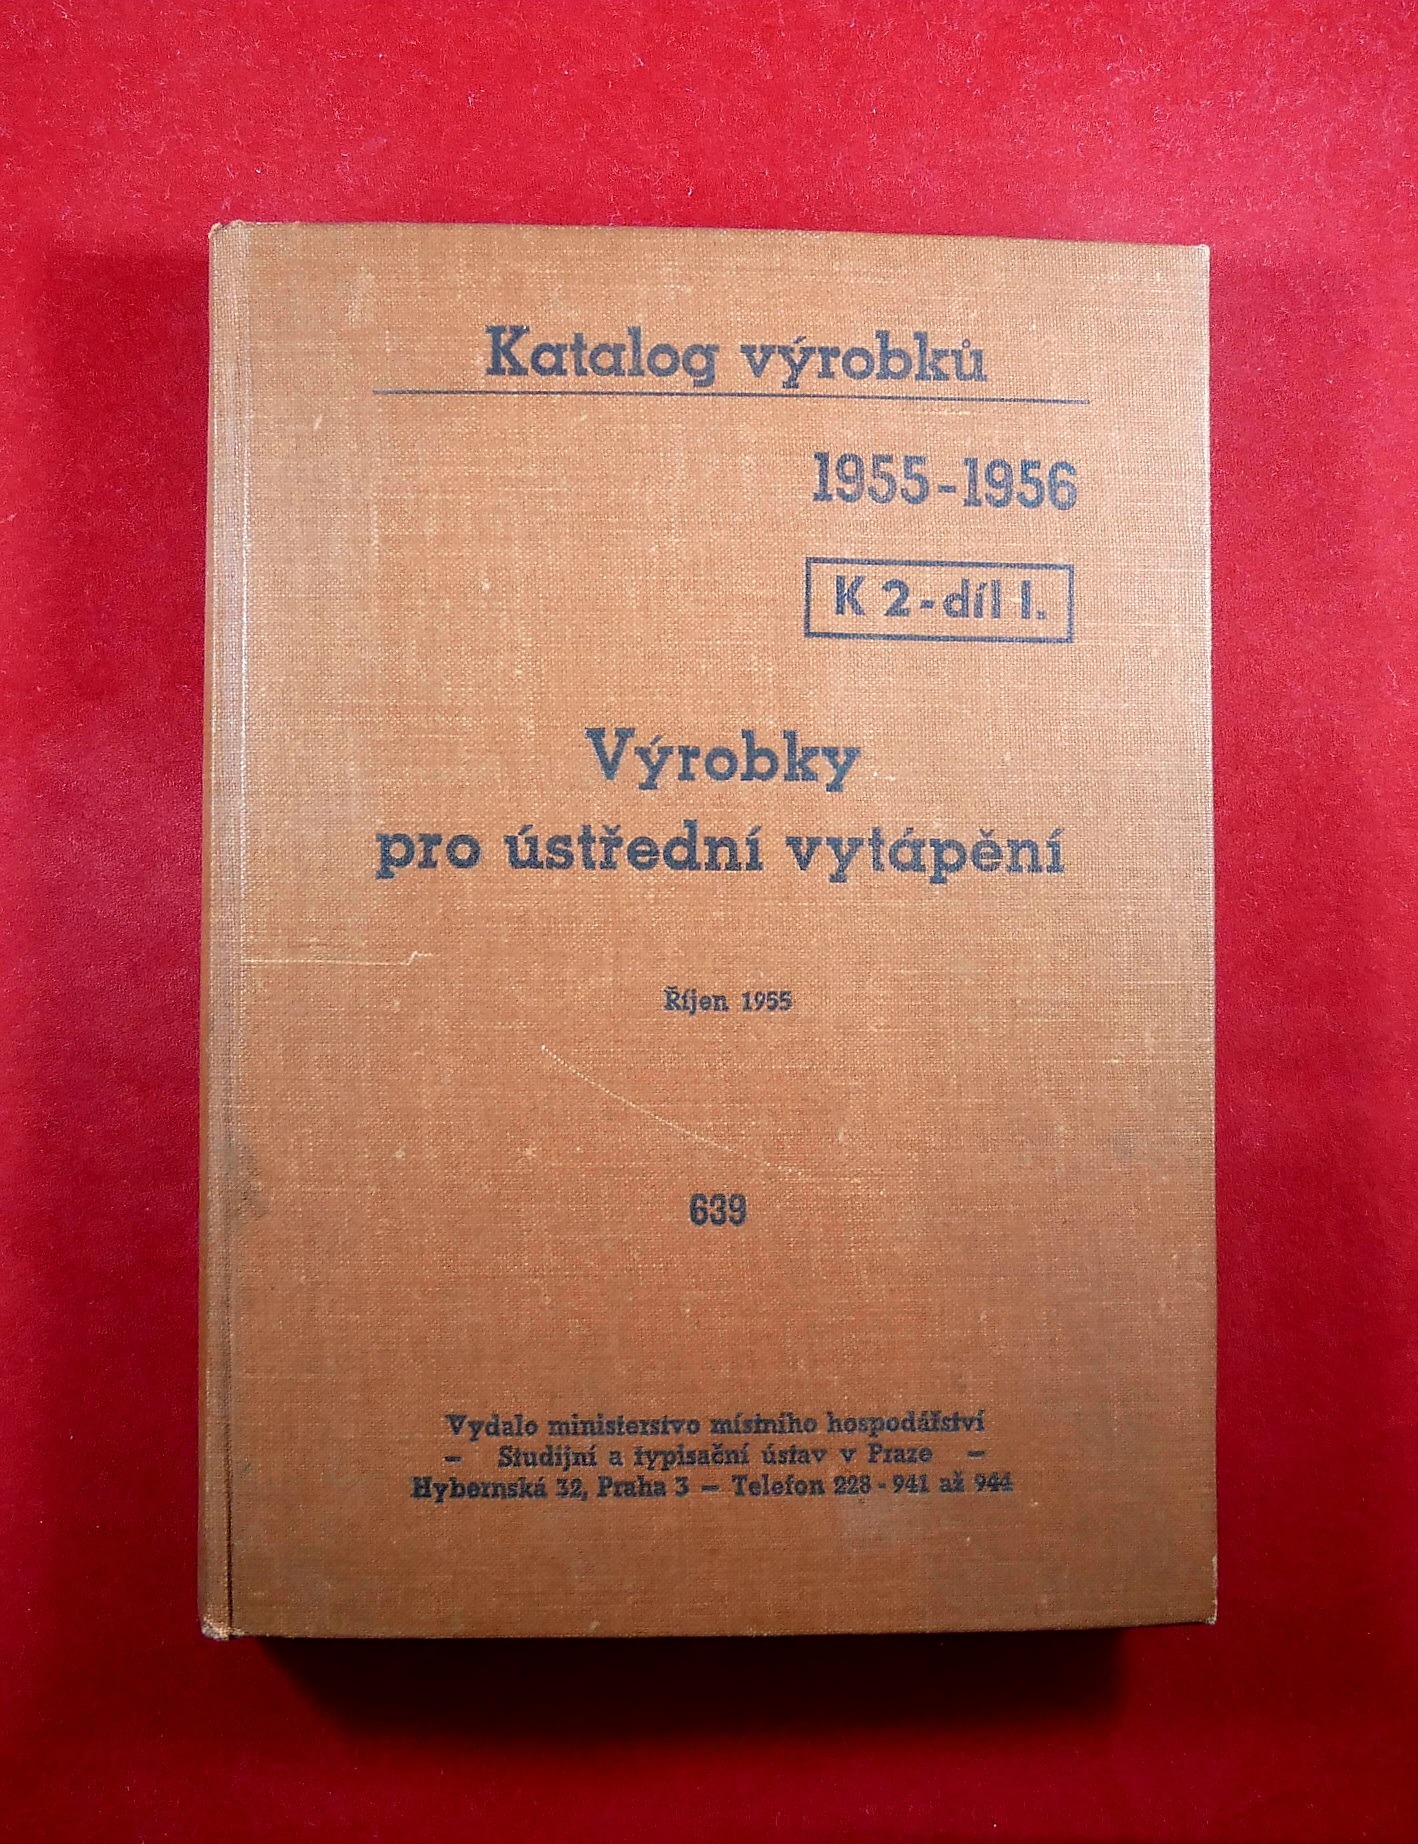 Katalog výrobků
1955-1956
K 2-díl I.
Výrobky
pro ústřední vytápění
Říjen 1955
639
Vydalo ministerstvo místního hospodářství
— Studijní a typisační ústav v Praze —
Hybernská 32, Praha 3 — Telefon 228-941 až 944